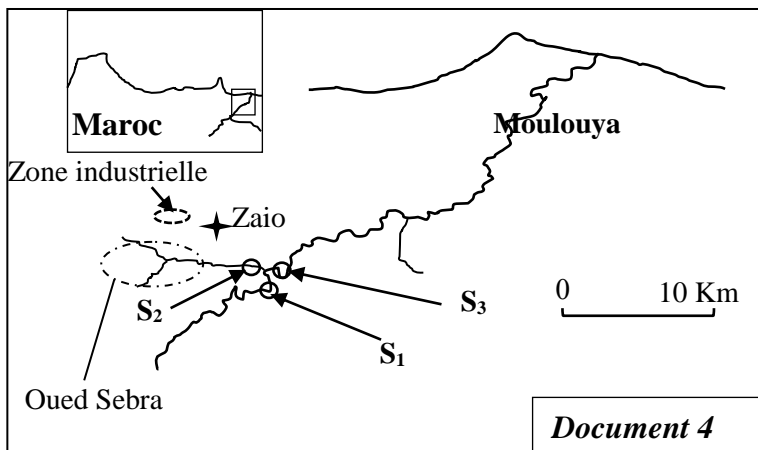 Maroc
Moulouya
Zone industrielle
Zaio
S2
S3
0 10 Km
S1
Oued Sebra
Document 4